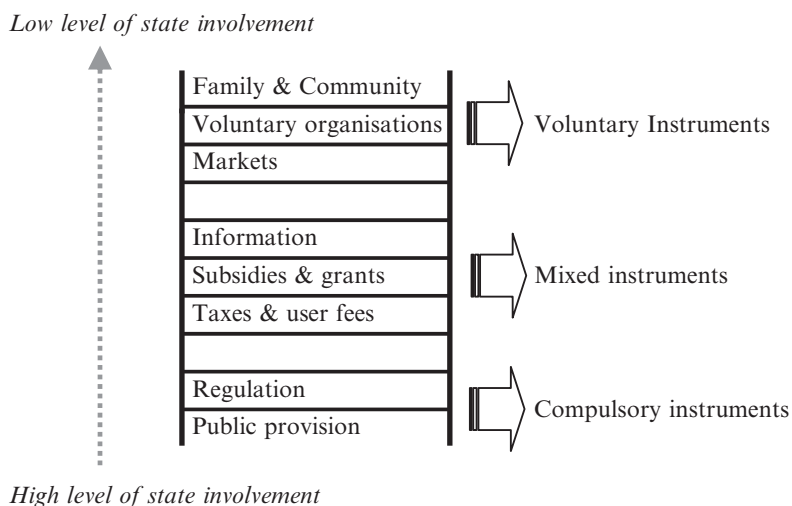 Low level of state involvement
Family & Community
Voluntary organisations
Markets
Voluntary Instruments
Information
Subsidies & grants
Taxes & user fees
Mixed instruments
Regulation
Public provision
Compulsory instruments
High level of state involvement